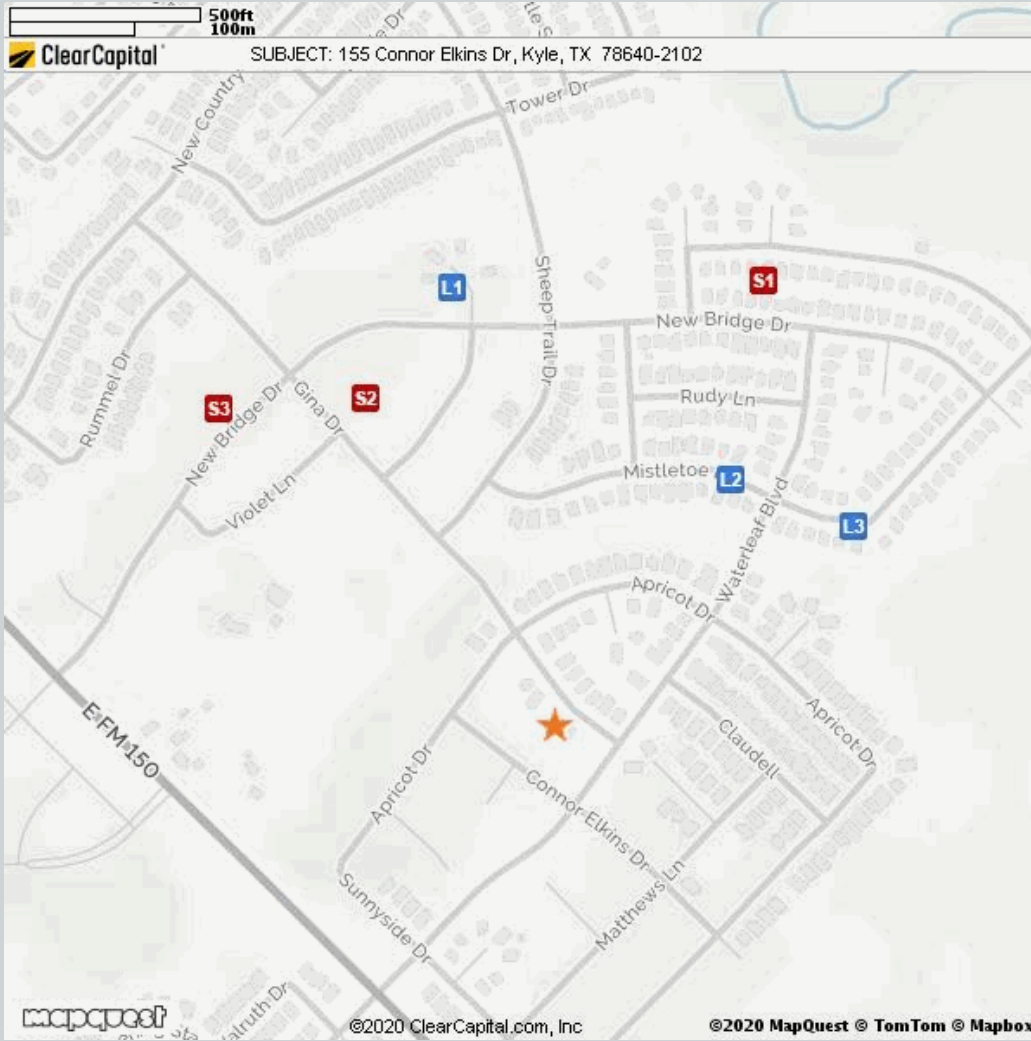 500ft
100m
ClearCapital
SUBJECT: 155 Connor Elkins Dr, Kyle, TX 78640-2102
Tower Dr
New Country
Sheep Trail Dr
L1
S1
New Bridge Dr
Rudy Ln
Rummel Dr
S3
S2
New Bridge Dr
Gina Dr
Mistletoe
L2
Violet Ln
L3
Waterleaf Blvd
Apricot Dr
E FM 150
Apricot Dr
Claudell
Apricot Dr
Connor Elkins Dr
Matthews Ln
Sunnyside Dr
mapquest
©2020 ClearCapital.com, Inc
©2020 MapQuest © TomTom © Mapbox